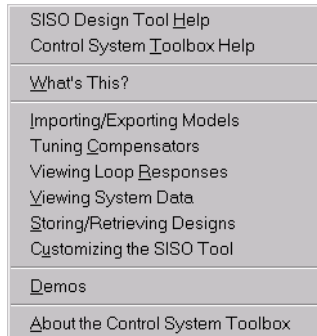 SISO Design Tool Help
Control System Toolbox Help
What's This?
Importing/Exporting Models
Tuning Compensators
Viewing Loop Responses
Viewing System Data
Storing/Retrieving Designs
Customizing the SISO Tool
Demos
About the Control System Toolbox